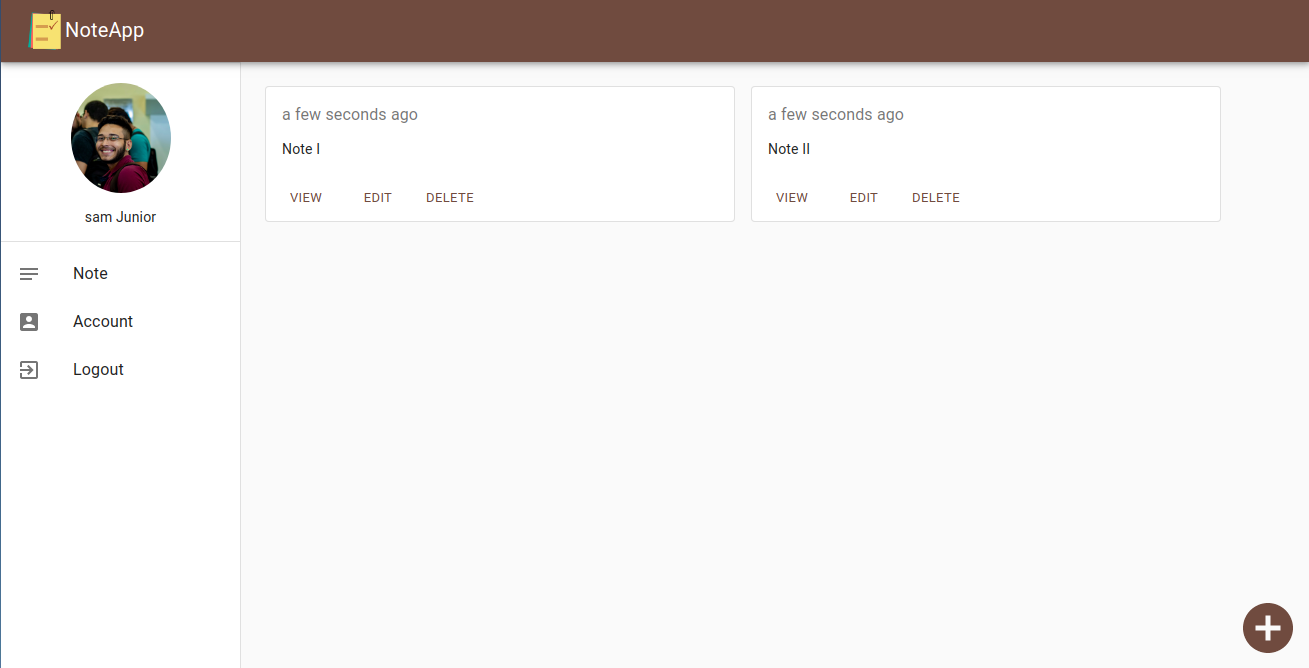 NoteApp
sam Junior
Note
Account
Logout
a few seconds ago
Note I
VIEW EDIT DELETE
a few seconds ago
Note II
VIEW EDIT DELETE